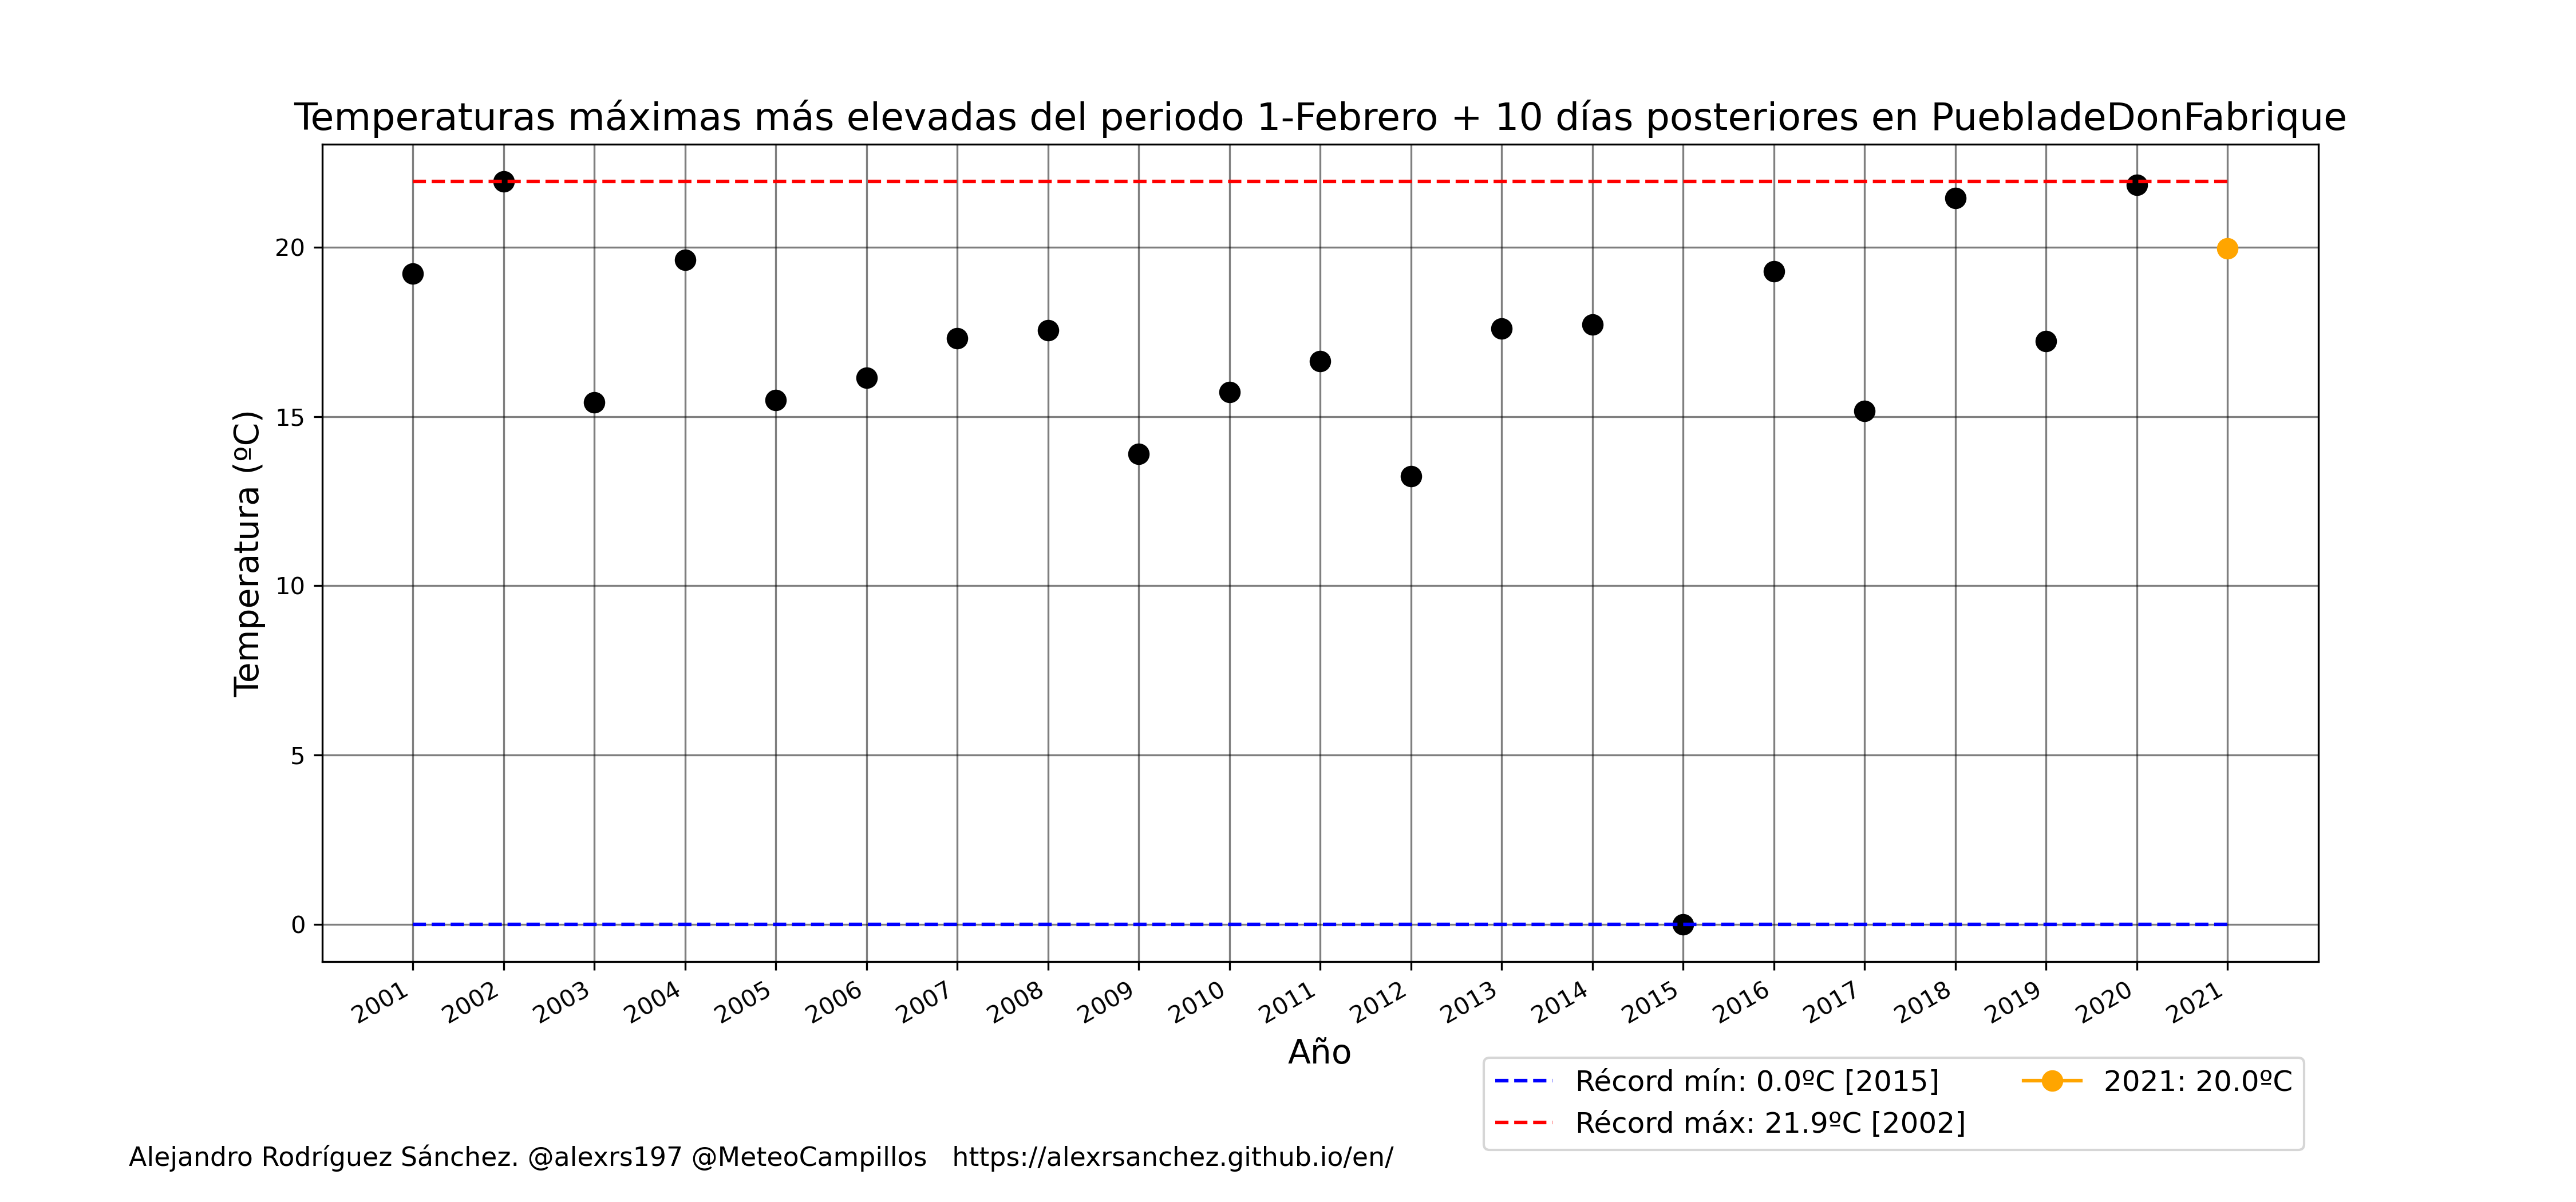 Temperaturas máximas más elevadas del periodo 1-Febrero + 10 días posteriores en PuebladeDonFabrique
Temperatura (ºC)
20
15
10
5
0
2001 2002 2003 2004 2005 2006 2007 2008 2009 2010 2011 2012 2013 2014 2015 2016 2017 2018 2019 2020 2021
Año
Récord mín: 0.0ºC [2015]
Récord máx: 21.9ºC [2002]
2021: 20.0ºC
Alejandro Rodríguez Sánchez. @alexrs197 @MeteoCampillos https://alexrsanchez.github.io/en/